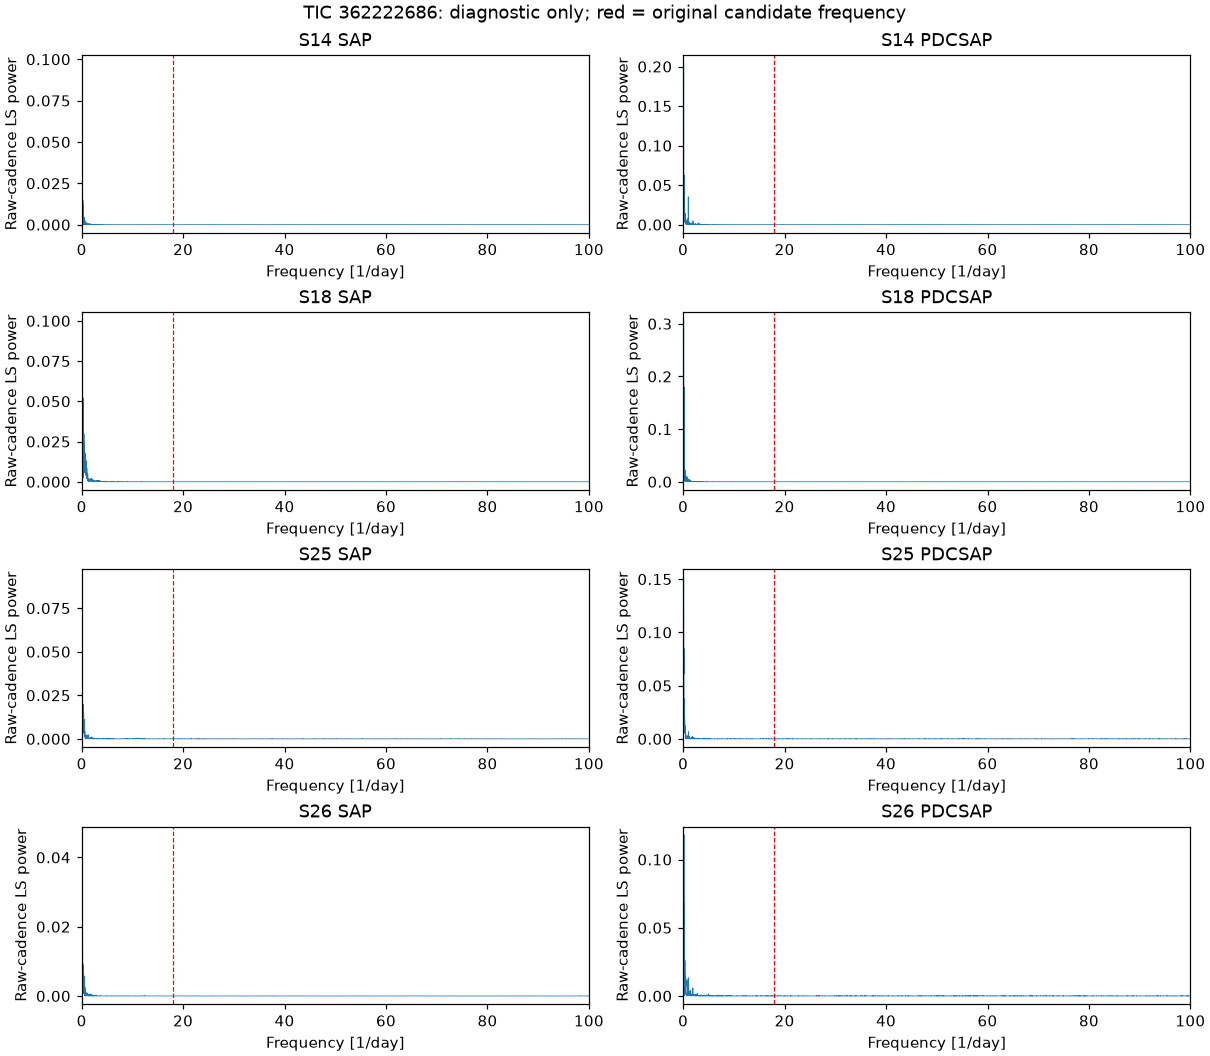 TIC 362222686: diagnostic only; red = original candidate frequency
S14 SAP
Raw-cadence LS power
0.100
0.075
0.050
0.025
0.000
0 20 40 60 80 100
Frequency [1/day]
S14 PDCSAP
Raw-cadence LS power
0.20
0.15
0.10
0.05
0.00
0 20 40 60 80 100
Frequency [1/day]
S18 SAP
Raw-cadence LS power
0.100
0.075
0.050
0.025
0.000
0 20 40 60 80 100
Frequency [1/day]
S18 PDCSAP
Raw-cadence LS power
0.3
0.2
0.1
0.0
0 20 40 60 80 100
Frequency [1/day]
S25 SAP
Raw-cadence LS power
0.075
0.050
0.025
0.000
0 20 40 60 80 100
Frequency [1/day]
S25 PDCSAP
Raw-cadence LS power
0.15
0.10
0.05
0.00
0 20 40 60 80 100
Frequency [1/day]
S26 SAP
Raw-cadence LS power
0.04
0.02
0.00
0 20 40 60 80 100
Frequency [1/day]
S26 PDCSAP
Raw-cadence LS power
0.10
0.05
0.00
0 20 40 60 80 100
Frequency [1/day]